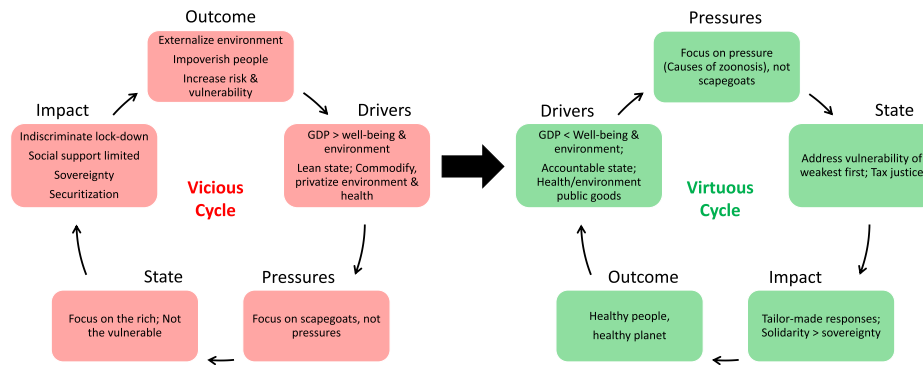 Outcome
Externalize environment
Impoverish people
Increase risk &
vulnerability
Drivers
GDP > well-being &
environment
Lean state; Commodify,
privatize environment &
health
Pressures
Focus on scapegoats, not
pressures
State
Focus on the rich; Not
the vulnerable
Impact
Indiscriminate lock-down
Social support limited
Sovereignty
Securitization
Vicious
Cycle
Pressures
Focus on pressure
(Causes of zoonosis), not
scapegoats
State
Address vulnerability of
weakest first; Tax justice
Impact
Tailor-made responses;
Solidarity > sovereignty
Outcome
Healthy people,
healthy planet
Drivers
GDP < Well-being &
environment;
Accountable state;
Health/environment
public goods
Virtuous
Cycle